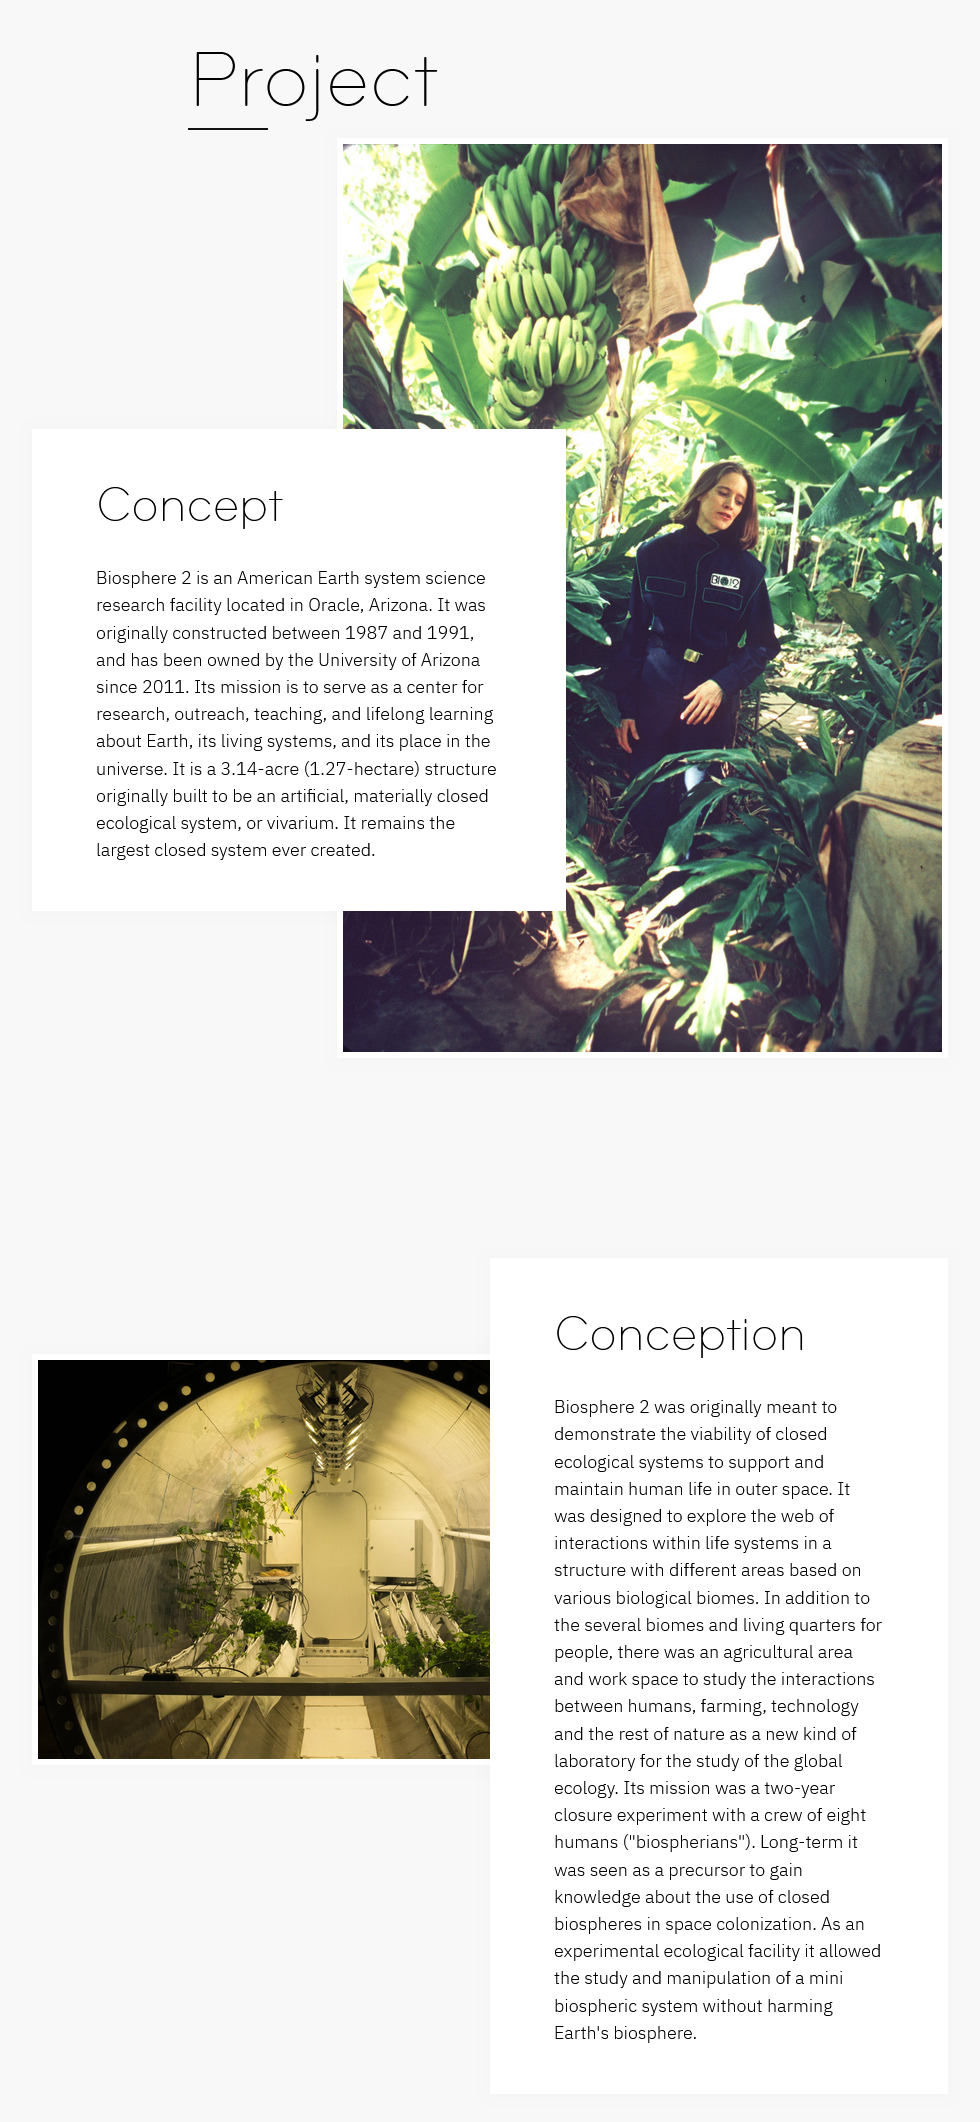 Project
BIO2
Concept
Biosphere 2 is an American Earth system science
research facility located in Oracle, Arizona. It was
originally constructed between 1987 and 1991,
and has been owned by the University of Arizona
since 2011. Its mission is to serve as a center for
research, outreach, teaching, and lifelong learning
about Earth, its living systems, and its place in the
universe. It is a 3.14-acre (1.27-hectare) structure
originally built to be an artificial, materially closed
ecological system, or vivarium. It remains the
largest closed system ever created.
Conception
Biosphere 2 was originally meant to
demonstrate the viability of closed
ecological systems to support and
maintain human life in outer space. It
was designed to explore the web of
interactions within life systems in a
structure with different areas based on
various biological biomes. In addition to
the several biomes and living quarters for
people, there was an agricultural area
and work space to study the interactions
between humans, farming, technology
and the rest of nature as a new kind of
laboratory for the study of the global
ecology. Its mission was a two-year
closure experiment with a crew of eight
humans ("biospherians"). Long-term it
was seen as a precursor to gain
knowledge about the use of closed
biospheres in space colonization. As an
experimental ecological facility it allowed
the study and manipulation of a mini
biospheric system without harming
Earth's biosphere.